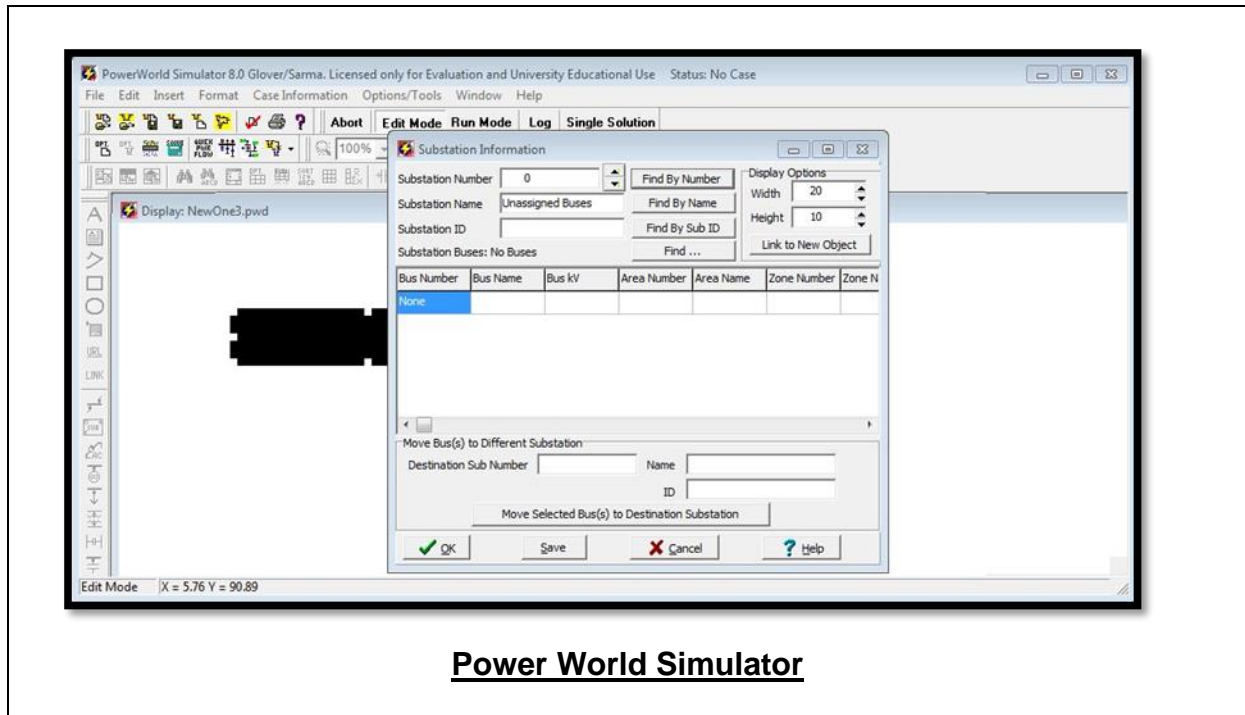 PowerWorld Simulator 8.0 Glover/Sarma. Licensed only for Evaluation and University Educational Use Status: No Case
File Edit Insert Format Case Information Options/Tools Window Help
Abort Edit Mode Run Mode Log Single Solution
100%
Display: NewOne3.pwd
URL
LINK
Substation Information
Substation Number 0 Find By Number
Substation Name Unassigned Buses Find By Name
Substation ID Find By Sub ID
Substation Buses: No Buses Find ...
Display Options
Width 20
Height 10
Link to New Object
Bus Number Bus Name Bus kV Area Number Area Name Zone Number Zone N
None
Move Bus(s) to Different Substation
Destination Sub Number Name
ID
Move Selected Bus(s) to Destination Substation
OK Save Cancel Help
Edit Mode X = 5.76 Y = 90.89
Power World Simulator